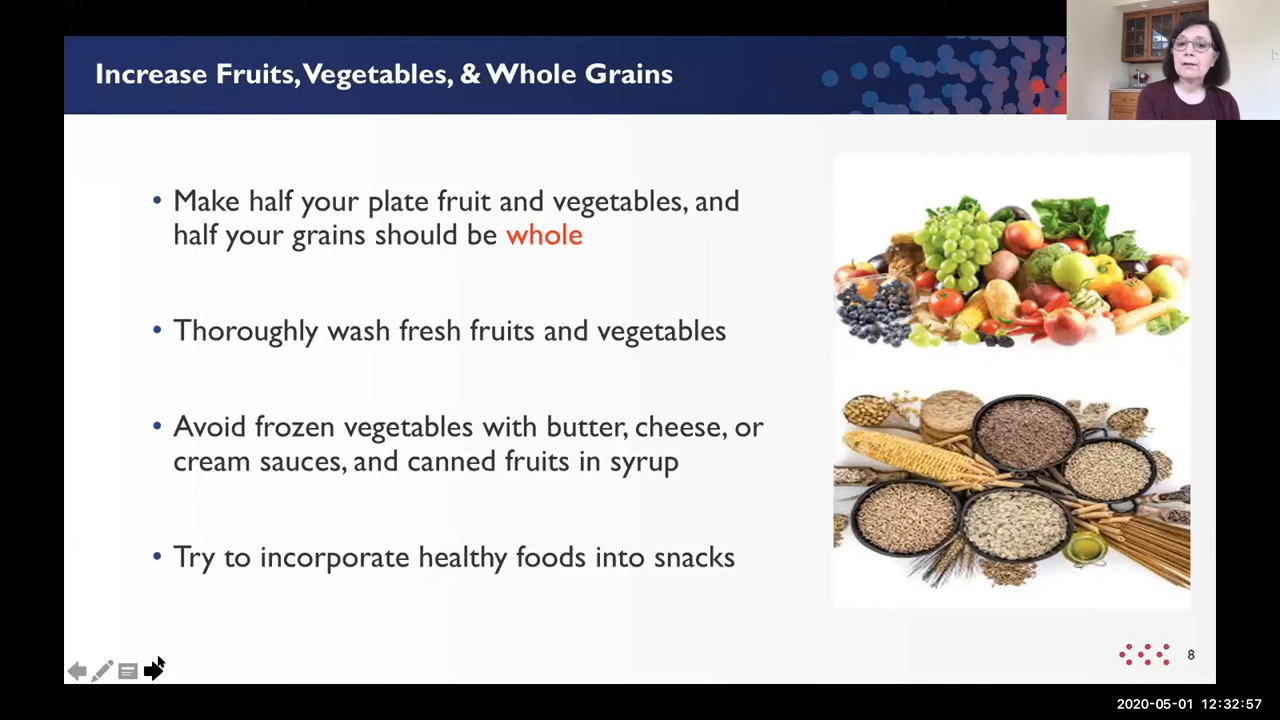 Increase Fruits, Vegetables, & Whole Grains
• Make half your plate fruit and vegetables, and
half your grains should be whole
• Thoroughly wash fresh fruits and vegetables
• Avoid frozen vegetables with butter, cheese, or
cream sauces, and canned fruits in syrup
• Try to incorporate healthy foods into snacks
8
2020-05-01 12:32:57